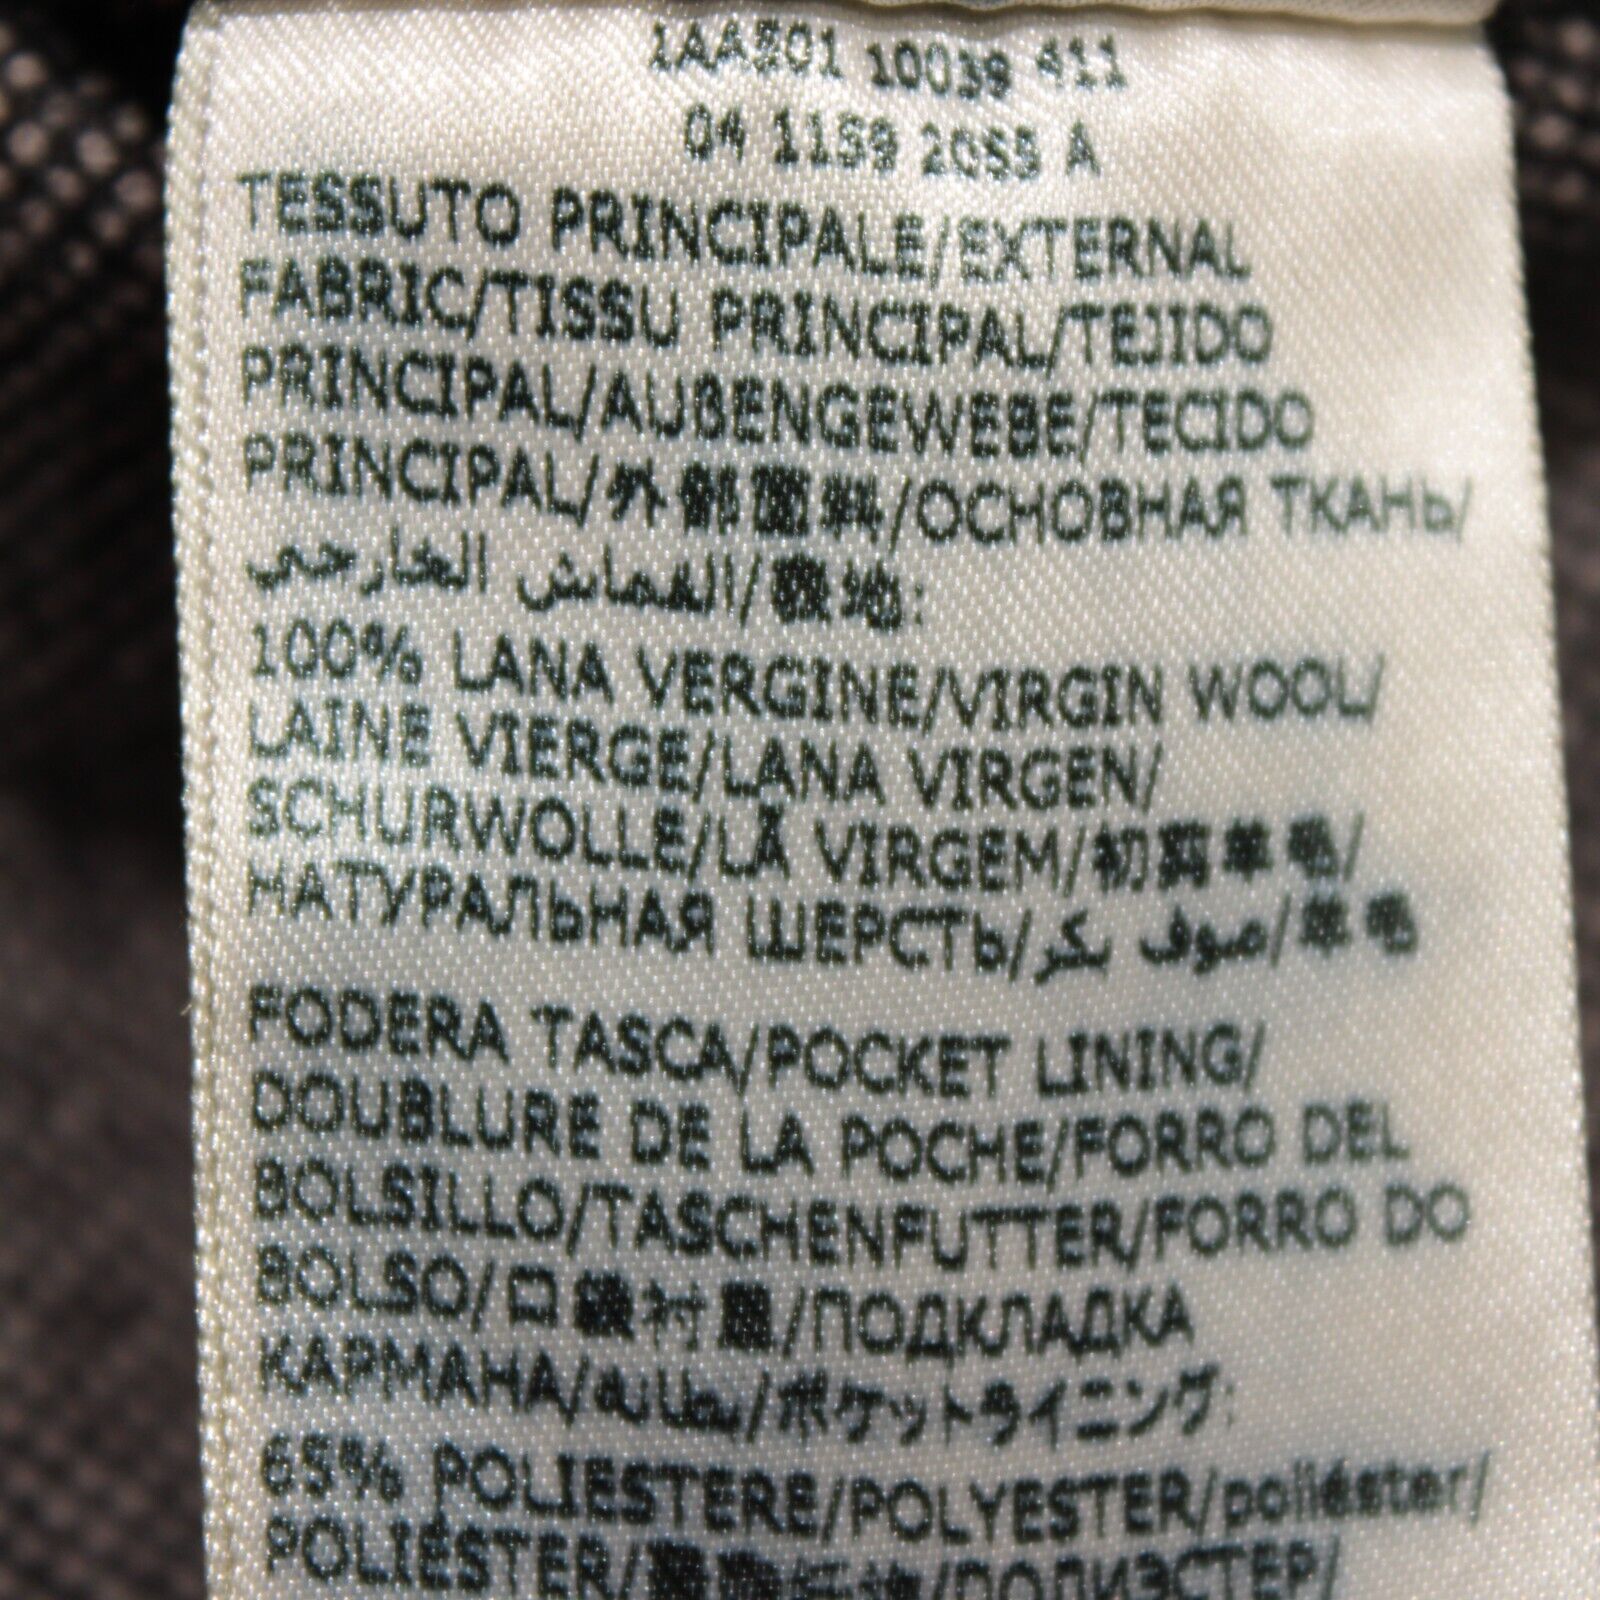 1AA501 10039 411
04 1159 20S5 A
TESSUTO PRINCIPALE/EXTERNAL
FABRIC/TISSU PRINCIPAL/TEJIDO
PRINCIPAL/AUßENGEWEBE/TECIDO
PRINCIPAL/外部面料/ОСНОВНАЯ ТКАНЬ/
القماش الخارجي/表地:
100% LANA VERGINE/VIRGIN WOOL/
LAINE VIERGE/LANA VIRGEN/
SCHURWOLLE/LÃ VIRGEM/初剪羊毛/
НАТУРАЛЬНАЯ ШЕРСТЬ/صوف بكر/羊毛
FODERA TASCA/POCKET LINING/
DOUBLURE DE LA POCHE/FORRO DEL
BOLSILLO/TASCHENFUTTER/FORRO DO
BOLSO/口袋衬里/ПОДКЛАДКА
КАРМАНА/بطانة/ポケットライニング:
65% POLIESTERE/POLYESTER/poliéster/
POLIÉSTER/ПОЛИЭСТЕР/